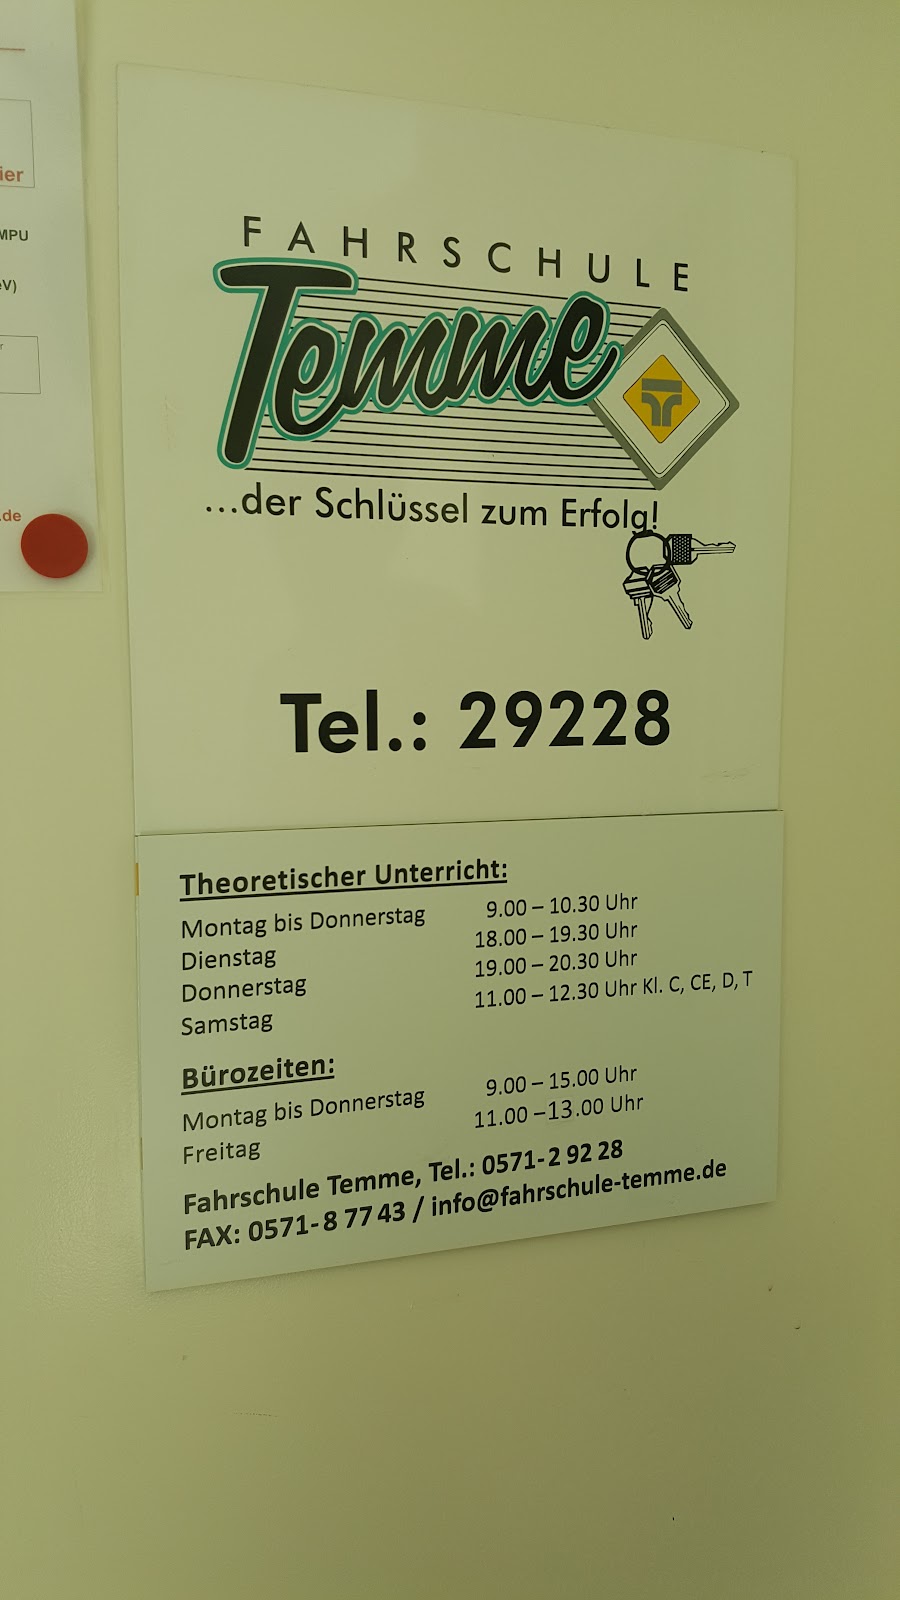 ier
MPU
eV)
r
.de
FAHRSCHULE
Temme
...der Schlüssel zum Erfolg!
Tel.: 29228
Theoretischer Unterricht:
Montag bis Donnerstag 9.00 – 10.30 Uhr
Dienstag 18.00 – 19.30 Uhr
Donnerstag 19.00 – 20.30 Uhr
Samstag 11.00 – 12.30 Uhr Kl. C, CE, D, T
Bürozeiten:
Montag bis Donnerstag 9.00 – 15.00 Uhr
Freitag 11.00 –13.00 Uhr
Fahrschule Temme, Tel.: 0571- 2 92 28
FAX: 0571- 8 77 43 / info@fahrschule-temme.de